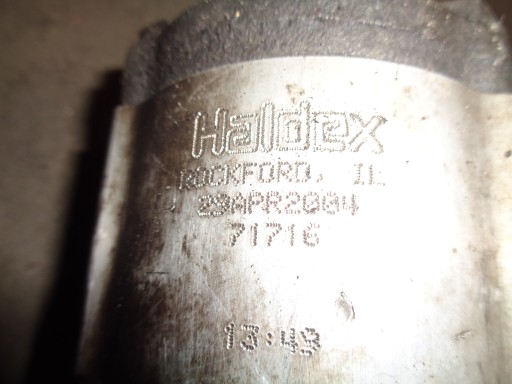 Haldex
ROCKFORD, IL
29APR2004
71716
13:43